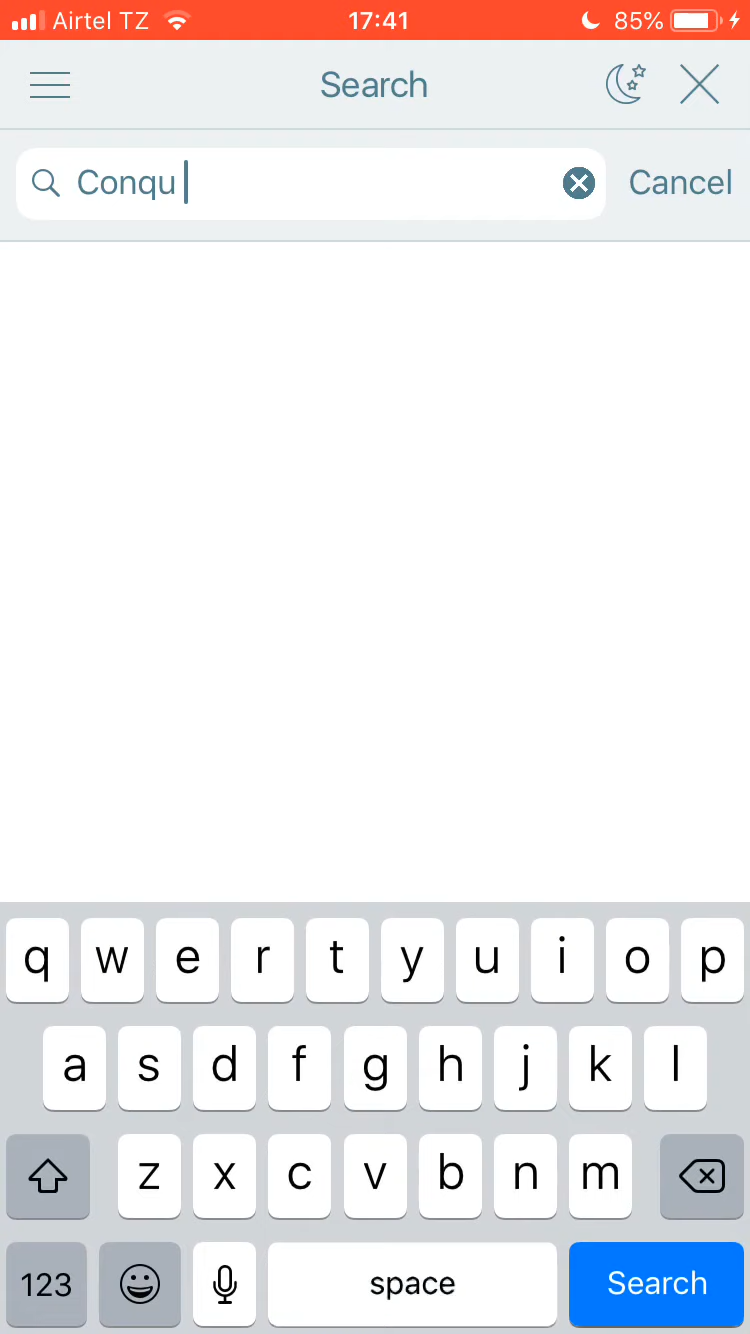 Airtel TZ 17:41 85%
Search
Conqu Cancel
q w e r t y u i o p
a s d f g h j k l
z x c v b n m
123 space Search